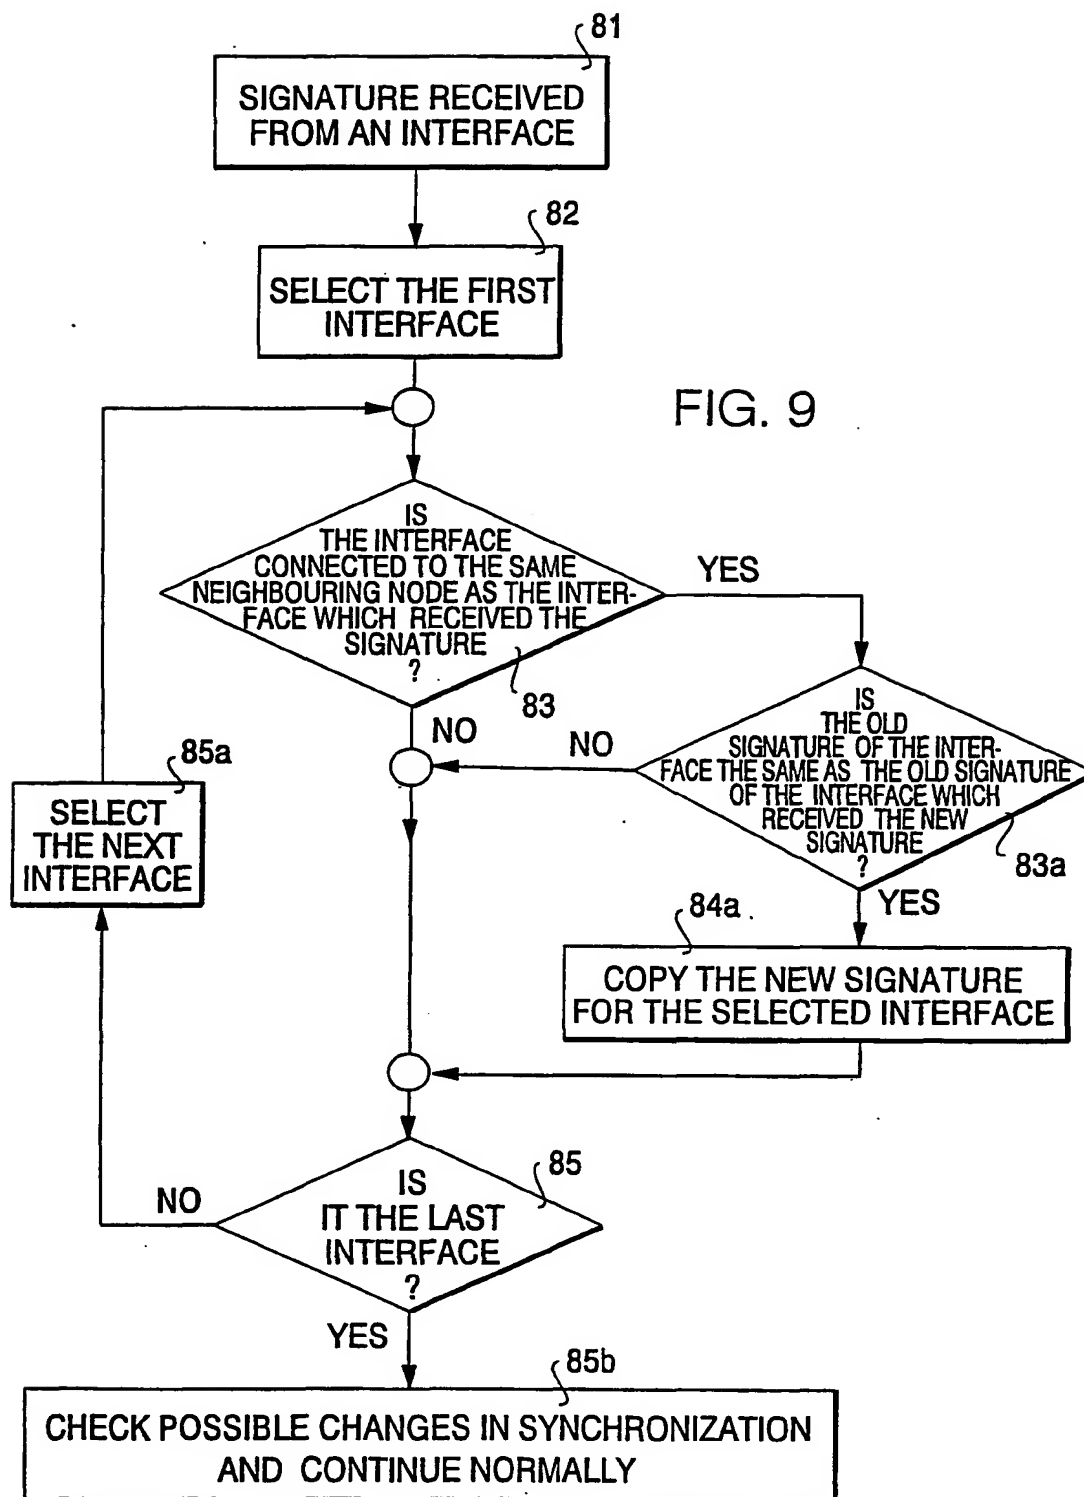 81
SIGNATURE RECEIVED
FROM AN INTERFACE
82
SELECT THE FIRST
INTERFACE
FIG. 9
IS
THE INTERFACE
CONNECTED TO THE SAME
NEIGHBOURING NODE AS THE INTER-
FACE WHICH RECEIVED THE
SIGNATURE
?
83
YES
NO
IS
THE OLD
SIGNATURE OF THE INTER-
FACE THE SAME AS THE OLD SIGNATURE
OF THE INTERFACE WHICH
RECEIVED THE NEW
SIGNATURE
?
83a
NO
YES
85a
SELECT
THE NEXT
INTERFACE
84a
COPY THE NEW SIGNATURE
FOR THE SELECTED INTERFACE
IS
IT THE LAST
INTERFACE
?
85
NO
YES
85b
CHECK POSSIBLE CHANGES IN SYNCHRONIZATION
AND CONTINUE NORMALLY